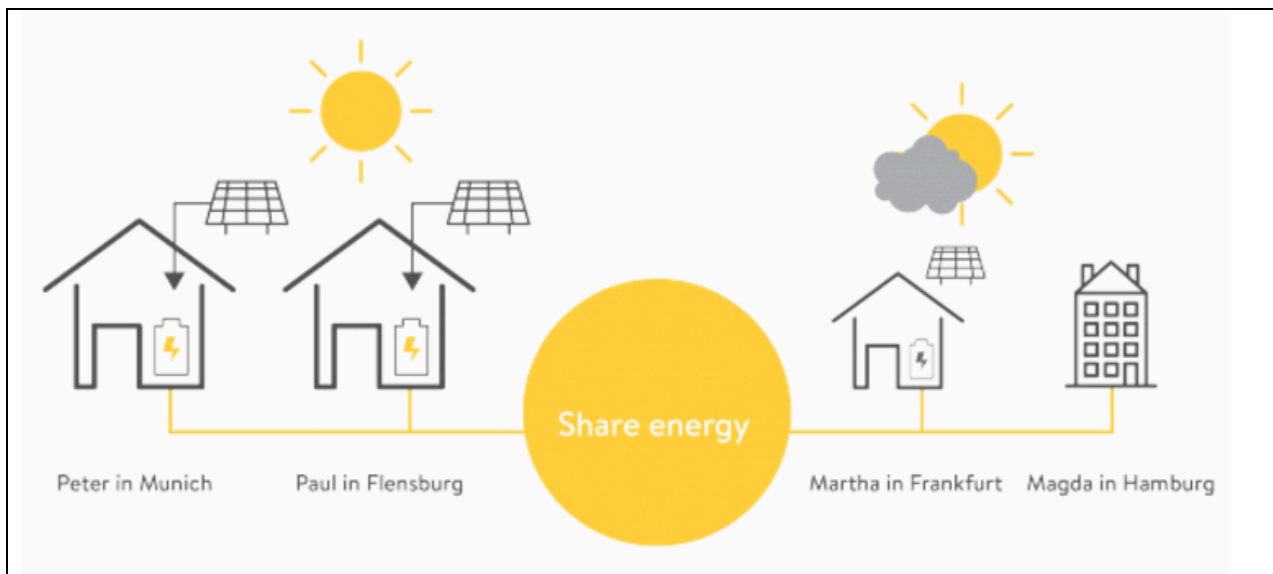 Share energy
Peter in Munich
Paul in Flensburg
Martha in Frankfurt
Magda in Hamburg